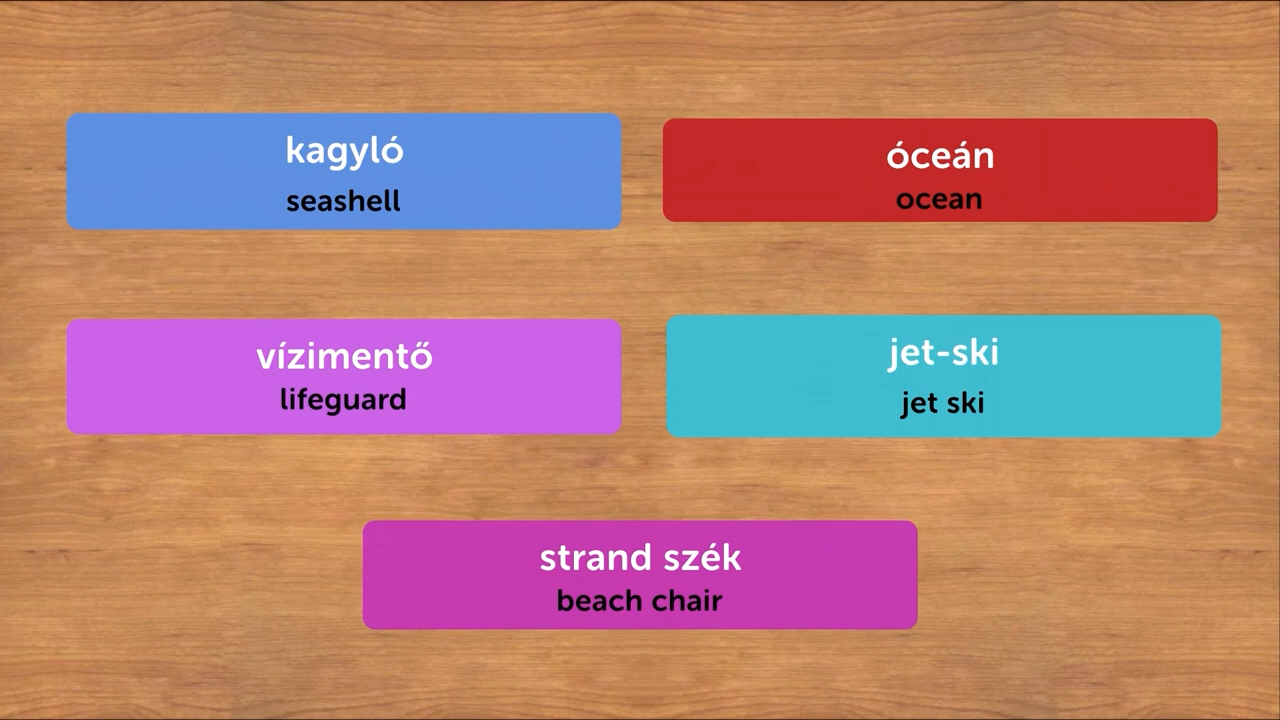 kagyló
seashell
óceán
ocean
vízimentő
lifeguard
jet-ski
jet ski
strand szék
beach chair